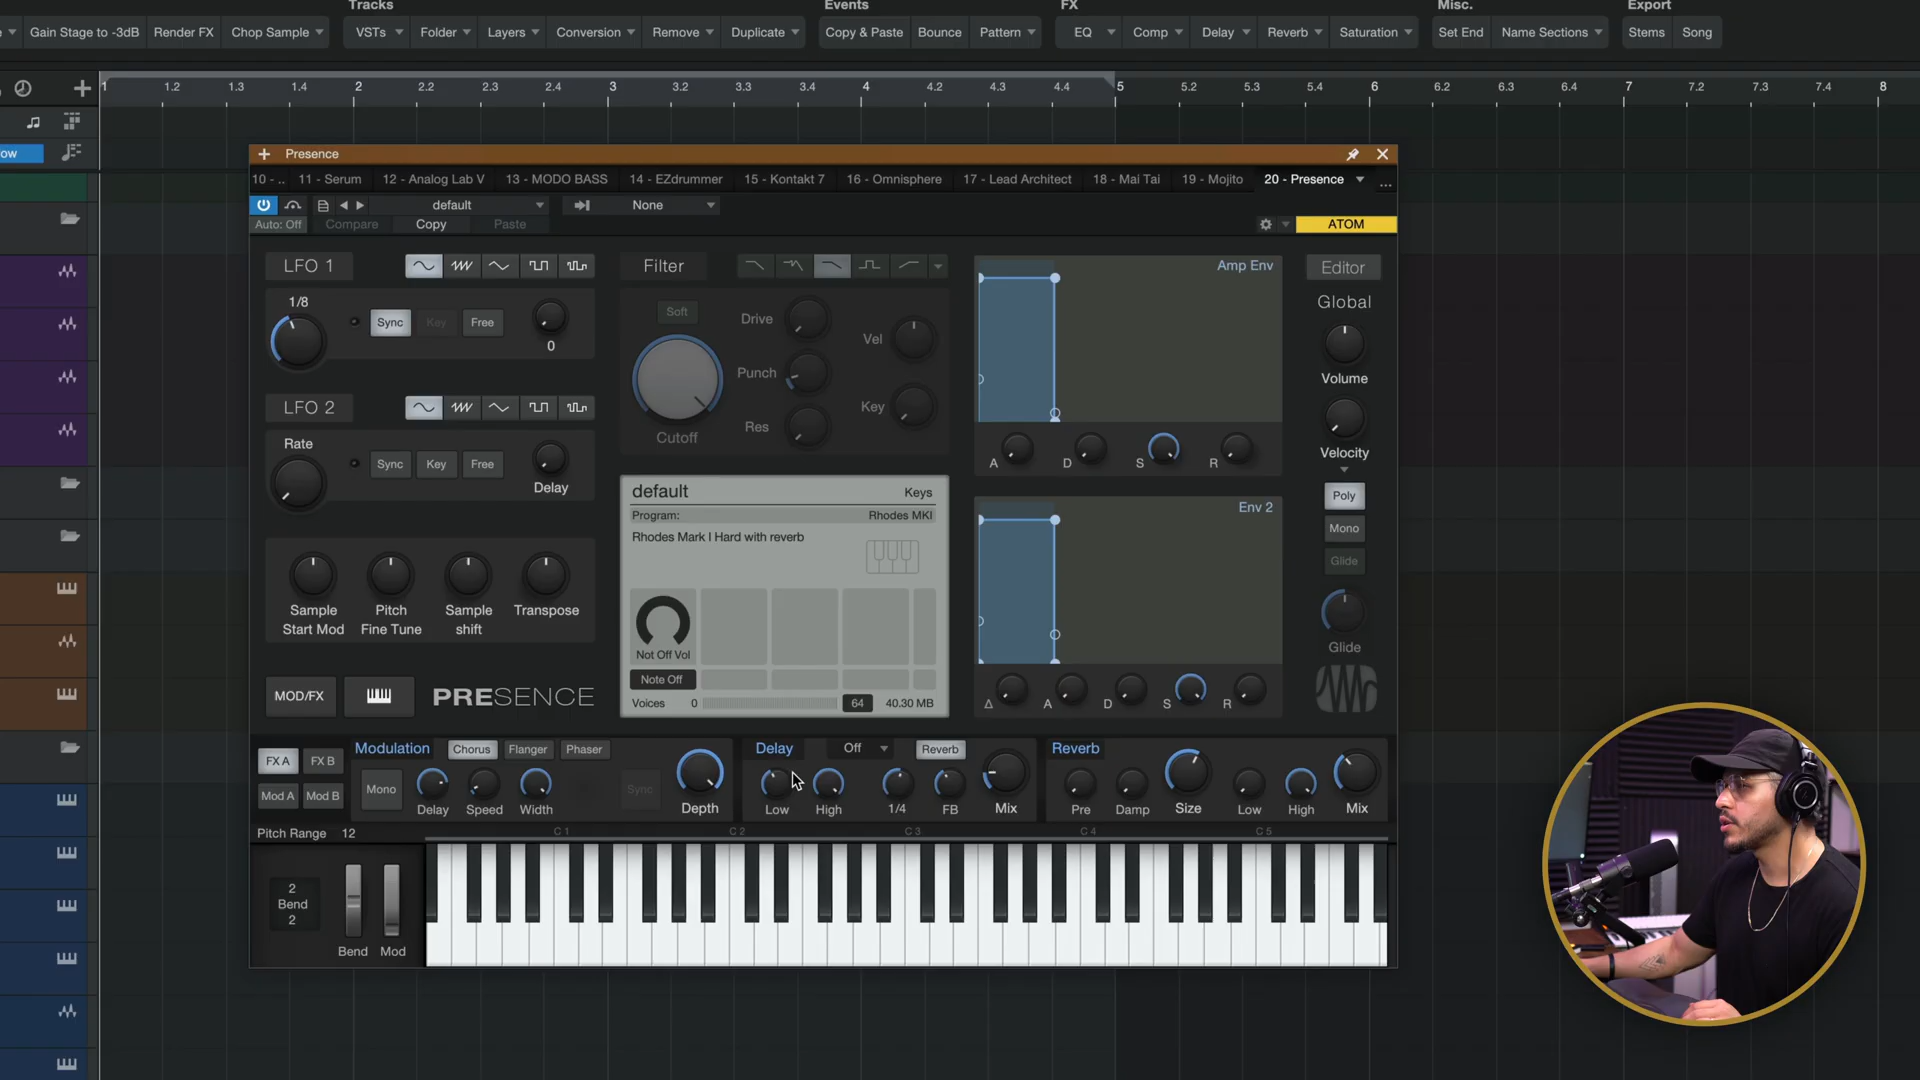 Tracks Events FX Misc. Export
Gain Stage to -3dB Render FX Chop Sample VSTs Folder Layers Conversion Remove Duplicate Copy & Paste Bounce Pattern EQ Comp Delay Reverb Saturation Set End Name Sections Stems Song
1 1.2 1.3 1.4 2 2.2 2.3 2.4 3 3.2 3.3 3.4 4 4.2 4.3 4.4 5 5.2 5.3 5.4 6 6.2 6.3 6.4 7 7.2 7.3 7.4 8
ow
Presence
10 - .. 11 - Serum 12 - Analog Lab V 13 - MODO BASS 14 - EZdrummer 15 - Kontakt 7 16 - Omnisphere 17 - Lead Architect 18 - Mai Tai 19 - Mojito 20 - Presence ...
default None
Auto: Off Compare Copy Paste ATOM
LFO 1 Filter Amp Env Editor
1/8 Sync Key Free 0
Soft Drive Vel
Punch
Key
Res
Cutoff
Global
Volume
Velocity
A D S R
LFO 2
Rate Sync Key Free Delay
default Keys
Program: Rhodes MKI
Rhodes Mark I Hard with reverb
Env 2
Poly
Mono
Glide
Glide
Sample Start Mod
Pitch Fine Tune
Sample shift
Transpose
Not Off Vol
Note Off
Voices 0 64 40.30 MB
MOD/FX PRESENCE
Δ A D S R
FX A FX B Modulation Chorus Flanger Phaser Delay Off Reverb Reverb
Mod A Mod B Mono Delay Speed Width Sync Depth Low High 1/4 FB Mix Pre Damp Size Low High Mix
Pitch Range 12 C 1 C 2 C 3 C 4 C 5
2
Bend
2
Bend Mod